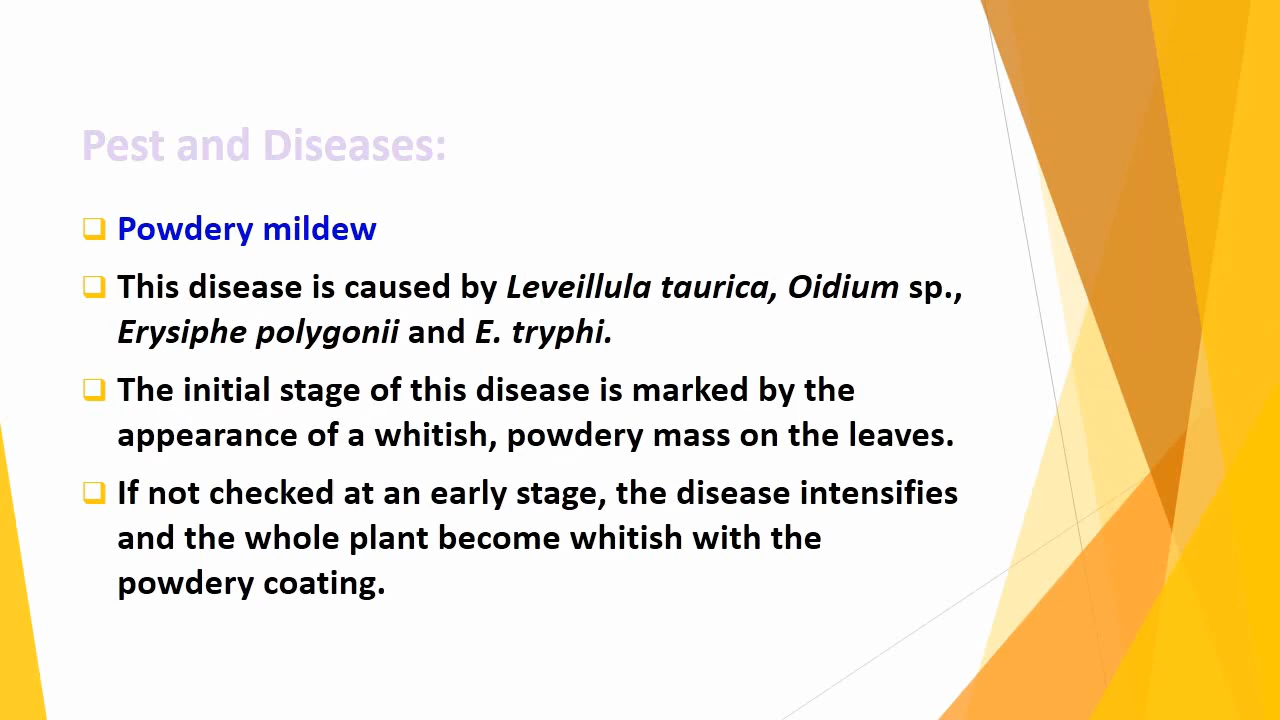 Pest and Diseases:
Powdery mildew
This disease is caused by Leveillula taurica, Oidium sp.,
Erysiphe polygonii and E. tryphi.
The initial stage of this disease is marked by the
appearance of a whitish, powdery mass on the leaves.
If not checked at an early stage, the disease intensifies
and the whole plant become whitish with the
powdery coating.